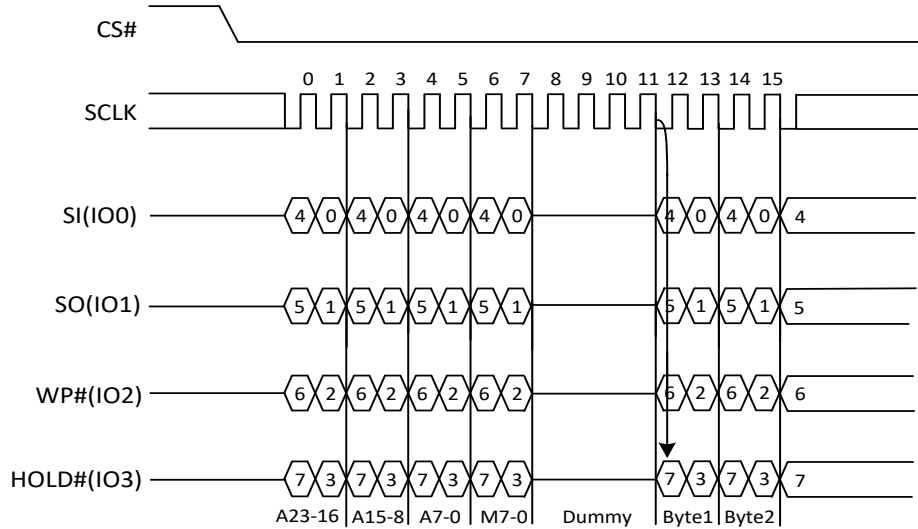 CS#
0 1 2 3 4 5 6 7 8 9 10 11 12 13 14 15
SCLK
SI(IO0) 4 0 4 0 4 0 4 0 4 0 4 0 4
SO(IO1) 5 1 5 1 5 1 5 1 5 1 5 1 5
WP#(IO2) 6 2 6 2 6 2 6 2 6 2 6 2 6
HOLD#(IO3) 7 3 7 3 7 3 7 3 7 3 7 3 7
A23-16 A15-8 A7-0 M7-0 Dummy Byte1 Byte2